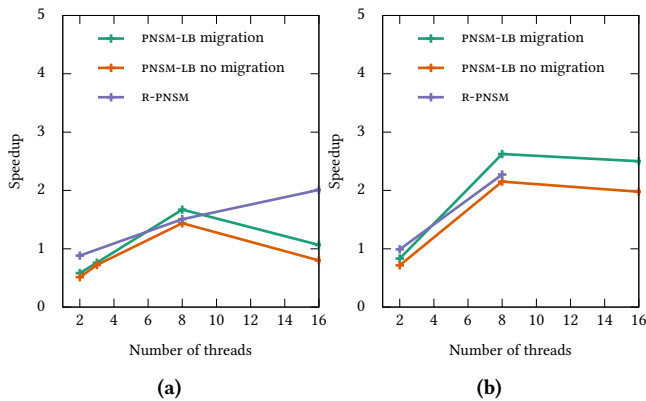 5
4
3
2
1
0
Speedup
PNSM-LB migration
PNSM-LB no migration
R-PNSM
2 4 6 8 10 12 14 16
Number of threads
(a)
5
4
3
2
1
0
Speedup
PNSM-LB migration
PNSM-LB no migration
R-PNSM
2 4 6 8 10 12 14 16
Number of threads
(b)